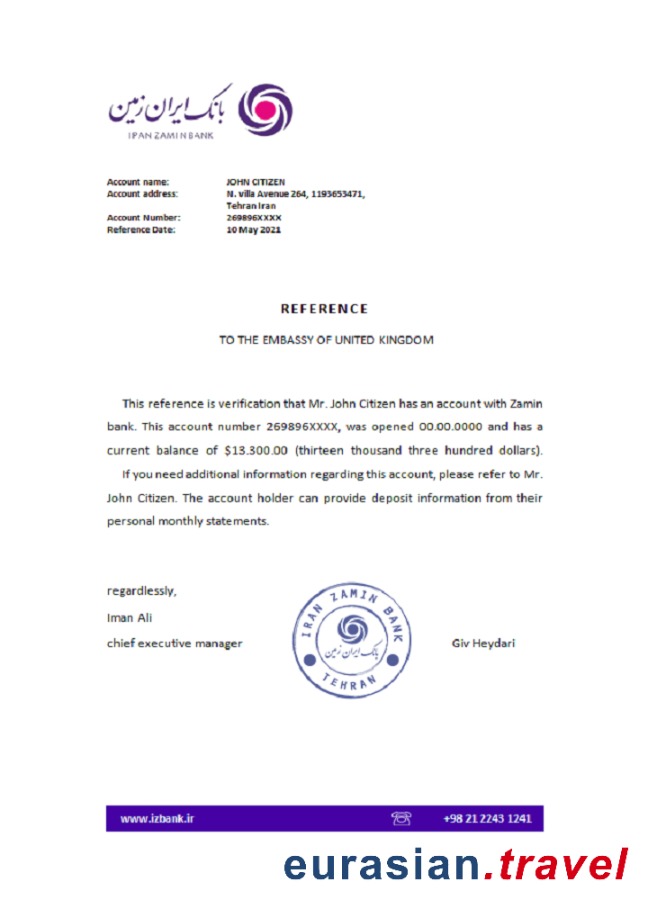 بانک ایران زمین
IRAN ZAMIN BANK
Account name: JOHN CITIZEN
Account address: N. villa Avenue 264, 1193653471,
Tehran Iran
Account Number: 269896XXXX
Reference Date: 10 May 2021
REFERENCE
TO THE EMBASSY OF UNITED KINGDOM
This reference is verification that Mr. John Citizen has an account with Zamin
bank. This account number 269896XXXX, was opened 00.00.0000 and has a
current balance of $13.300.00 (thirteen thousand three hundred dollars).
If you need additional information regarding this account, please refer to Mr.
John Citizen. The account holder can provide deposit information from their
personal monthly statements.
regardlessly,
Iman Ali
chief executive manager
IRAN ZAMIN BANK
بانک ایران زمین
TEHRAN
Giv Heydari
www.izbank.ir +98 21 2243 1241
eurasian.travel